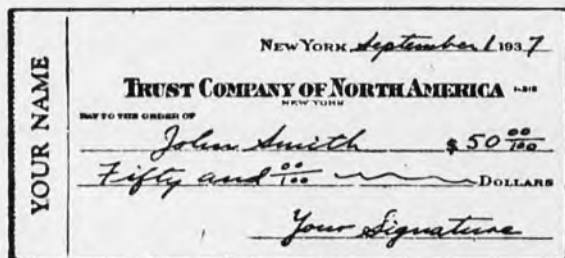 YOUR NAME
NEW YORK September 1 1937
TRUST COMPANY OF NORTH AMERICA
NEW YORK
PAY TO THE ORDER OF
John Smith $ 50 00/100
Fifty and 00/100 DOLLARS
Your Signature